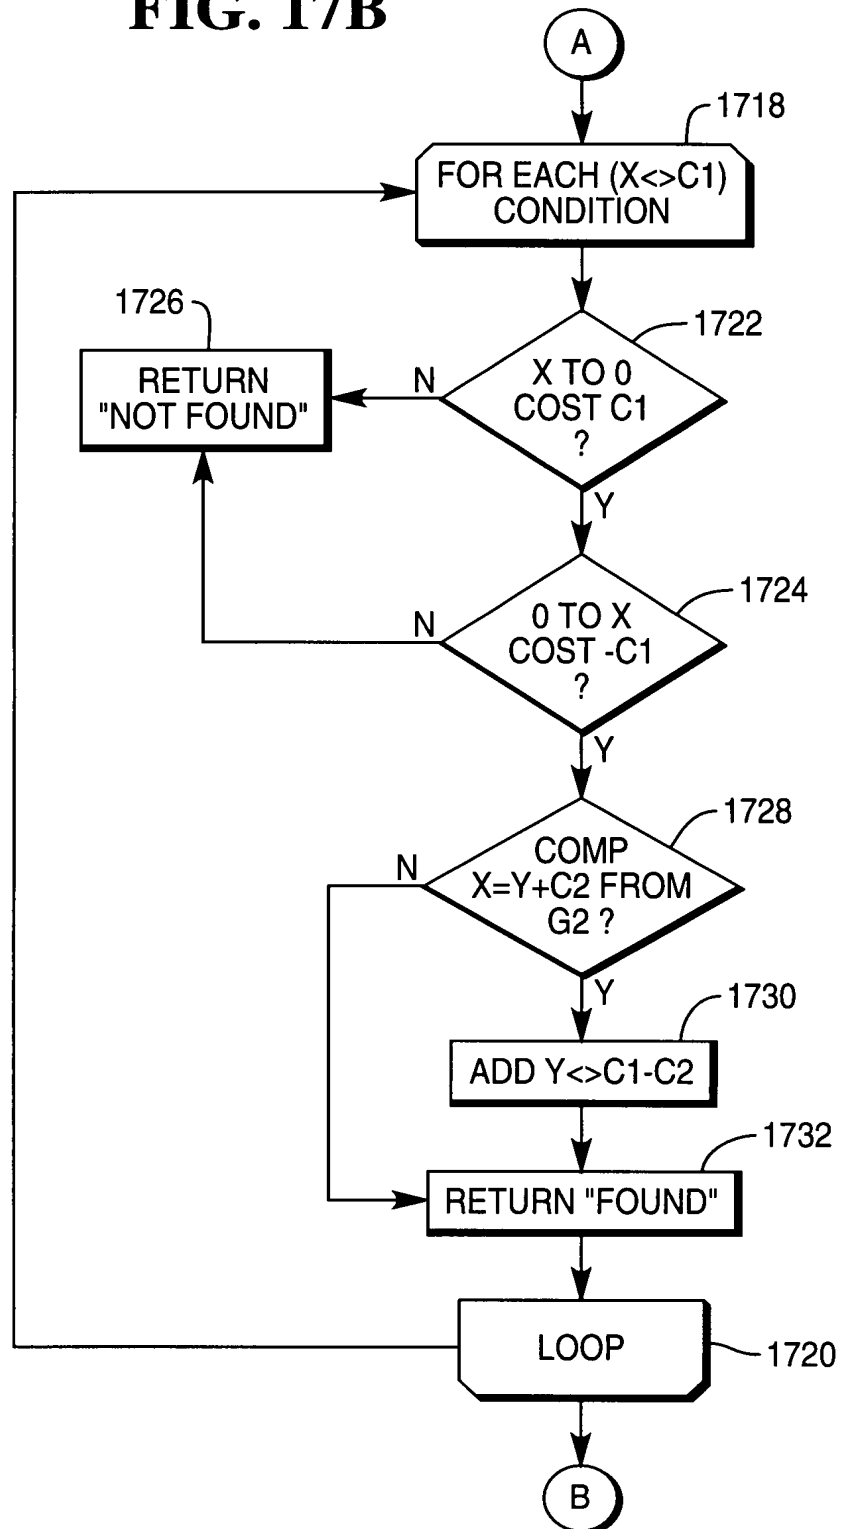 FIG. 17B
A
1718
FOR EACH (X<>C1)
CONDITION
1726
RETURN
"NOT FOUND"
1722
N
X TO 0
COST C1
?
Y
1724
N
0 TO X
COST -C1
?
Y
1728
N
COMP
X=Y+C2 FROM
G2 ?
Y
1730
ADD Y<>C1-C2
1732
RETURN "FOUND"
LOOP
1720
B